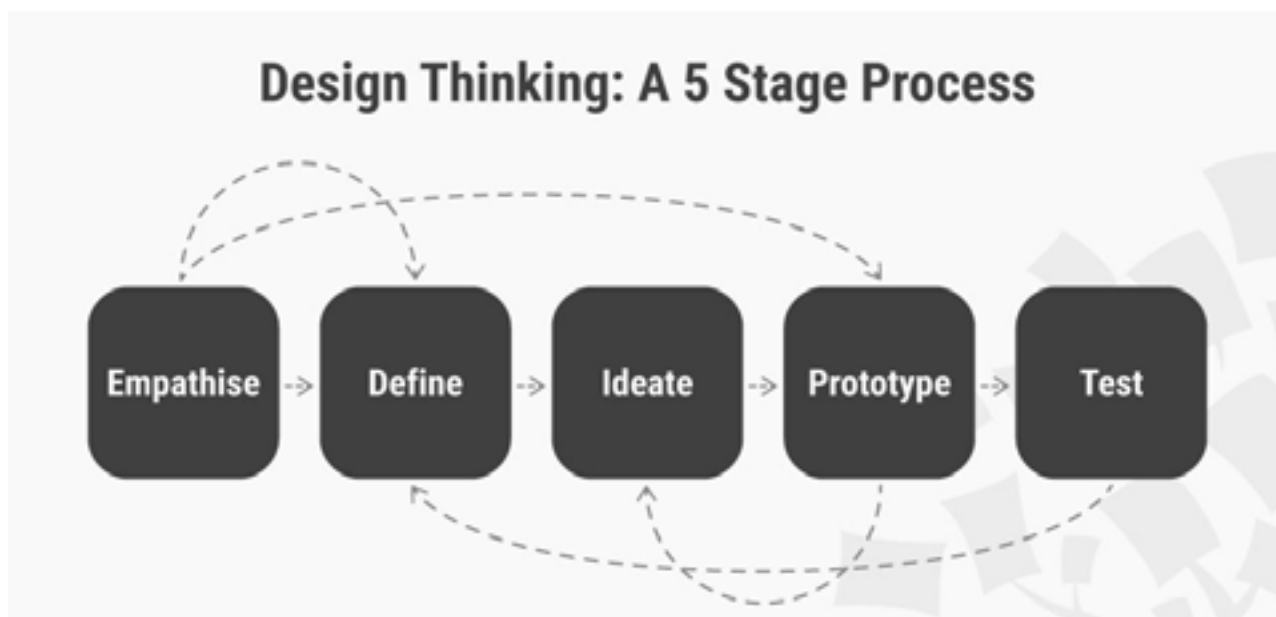 Design Thinking: A 5 Stage Process
Empathise
Define
Ideate
Prototype
Test